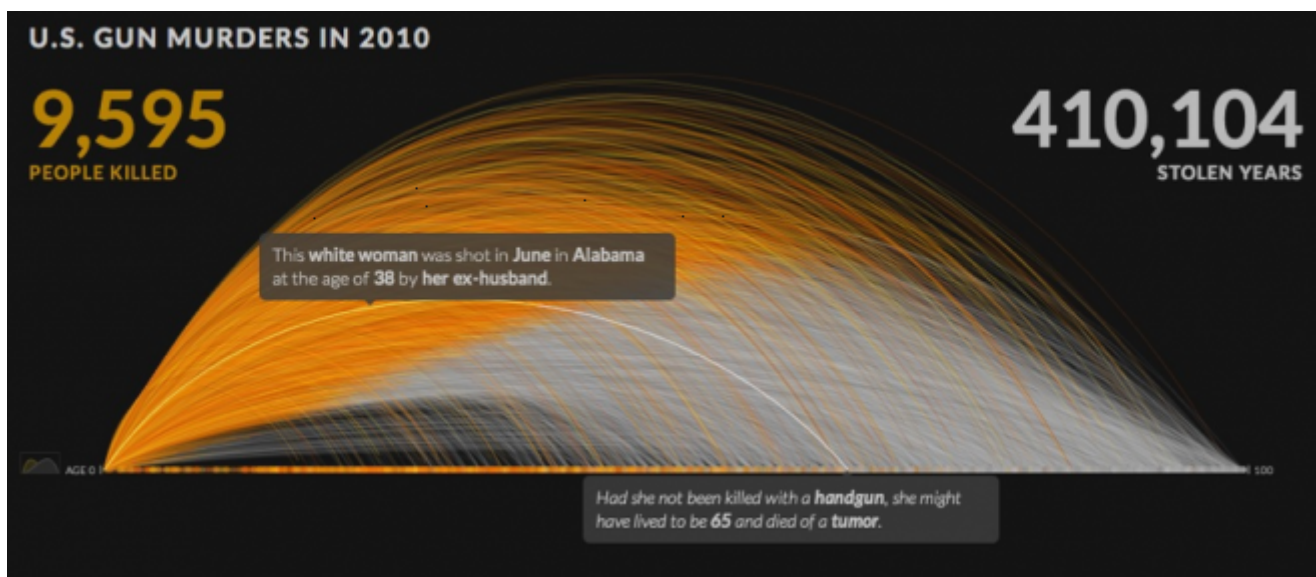 U.S. GUN MURDERS IN 2010
9,595
PEOPLE KILLED
410,104
STOLEN YEARS
This white woman was shot in June in Alabama
at the age of 38 by her ex-husband.
AGE 0
100
Had she not been killed with a handgun, she might
have lived to be 65 and died of a tumor.